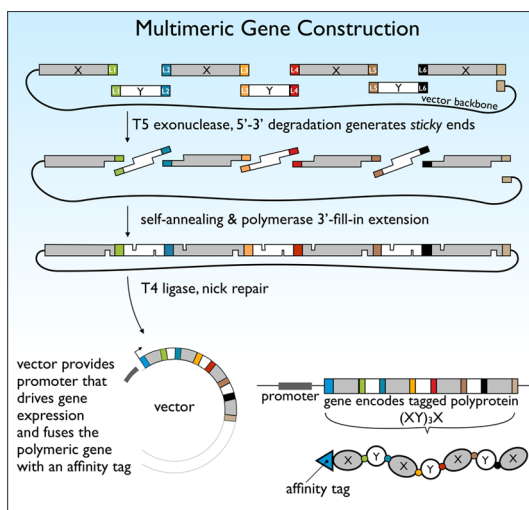 Multimeric Gene Construction
X X X X
L1 L2 L3 L4 L5 L6
L1 Y L2 L3 Y L4 L5 Y L6
vector backbone
T5 exonuclease, 5'-3' degradation generates sticky ends
self-annealing & polymerase 3'-fill-in extension
T4 ligase, nick repair
vector provides
promoter that
drives gene
expression
and fuses the
polymeric gene
with an affinity tag
vector
promoter
gene encodes tagged polyprotein
(XY)3X
X Y X Y X Y X
affinity tag